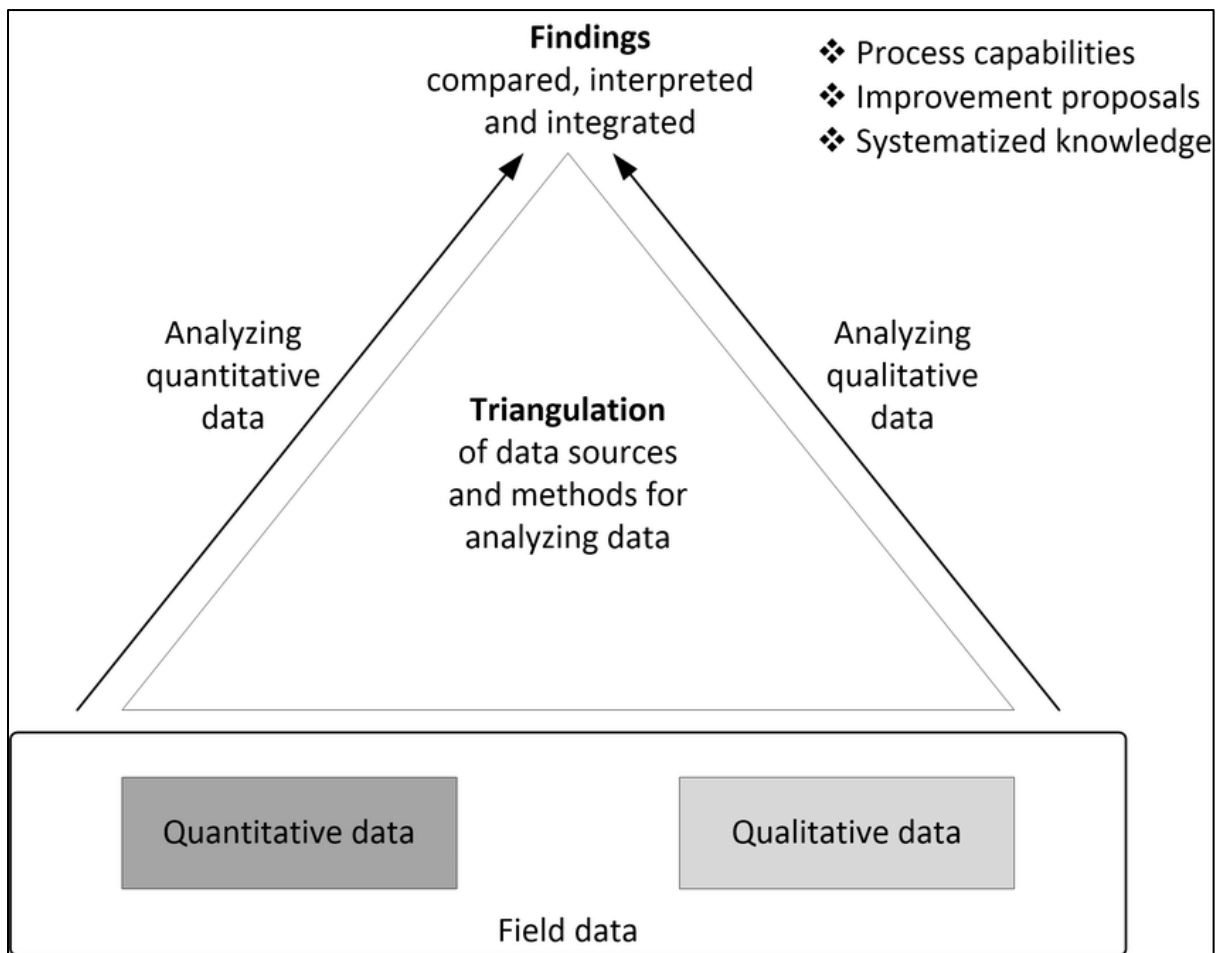 Findings
compared, interpreted
and integrated
❖ Process capabilities
❖ Improvement proposals
❖ Systematized knowledge
Analyzing
quantitative
data
Analyzing
qualitative
data
Triangulation
of data sources
and methods for
analyzing data
Quantitative data
Qualitative data
Field data